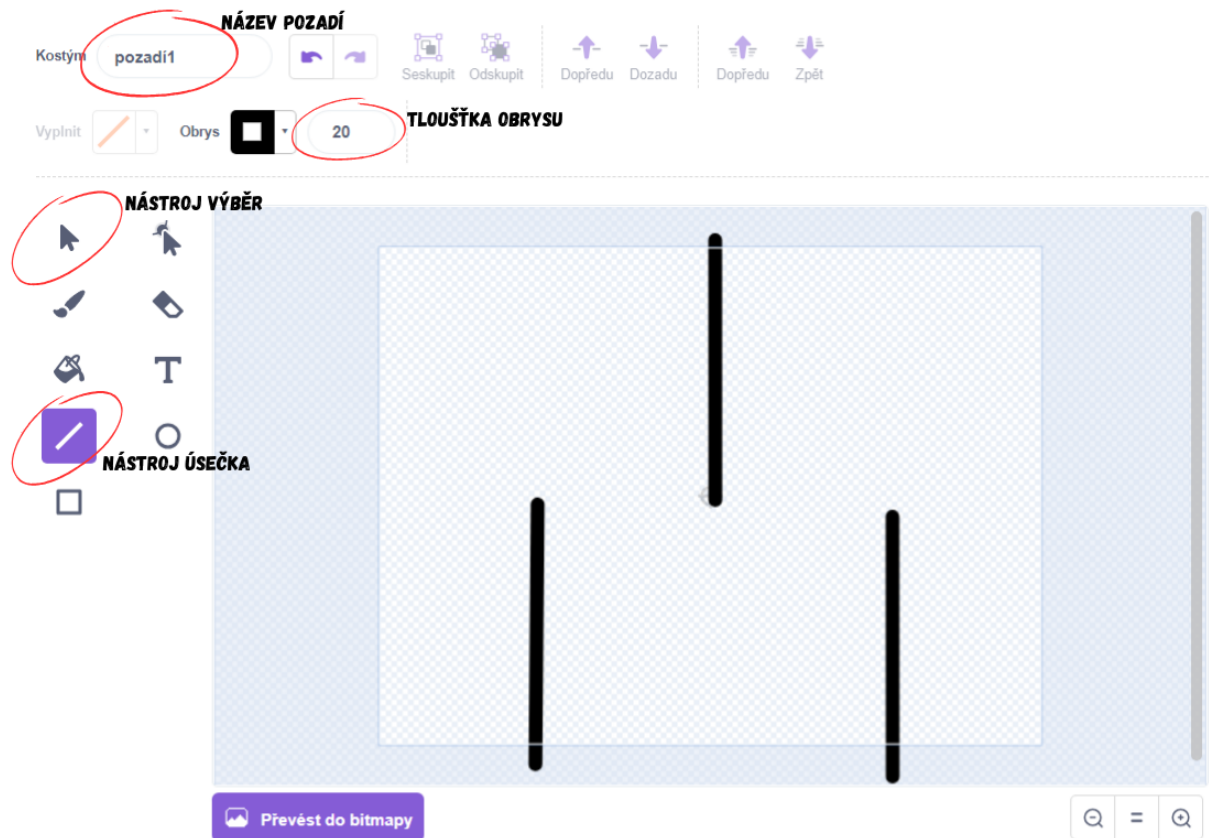 NÁZEV POZADÍ
Kostým pozadí1
Seskupit Odskupit Dopředu Dozadu Dopředu Zpět
Vyplnit Obrys 20 TLOUŠŤKA OBRYSU
NÁSTROJ VÝBĚR
T
NÁSTROJ ÚSEČKA
Převést do bitmapy